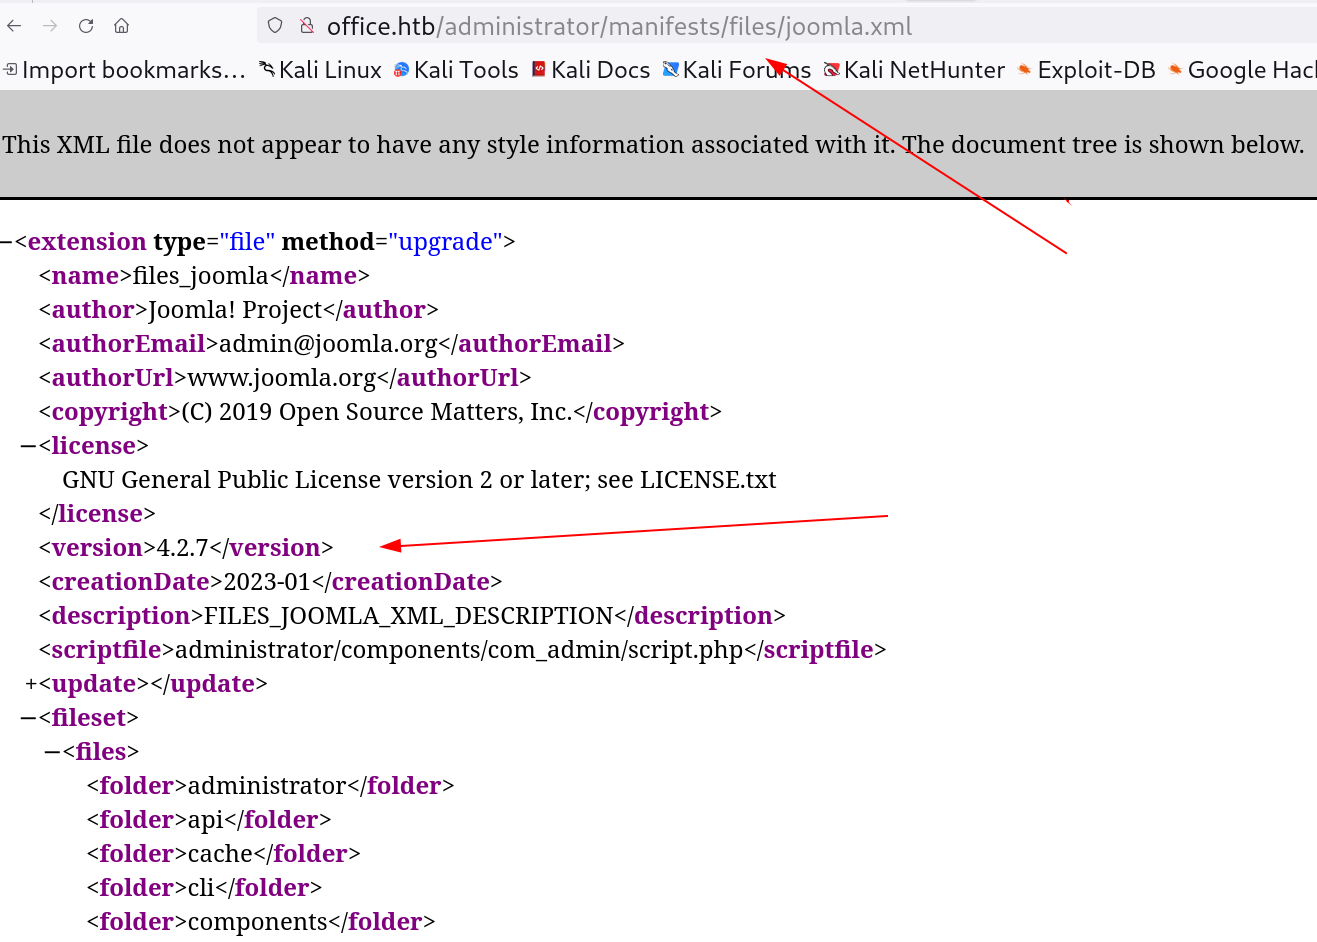 office.htb/administrator/manifests/files/joomla.xml
Import bookmarks... Kali Linux Kali Tools Kali Docs Kali Forums Kali NetHunter Exploit-DB Google Hac
This XML file does not appear to have any style information associated with it. The document tree is shown below.
−<extension type="file" method="upgrade">
<name>files_joomla</name>
<author>Joomla! Project</author>
<authorEmail>admin@joomla.org</authorEmail>
<authorUrl>www.joomla.org</authorUrl>
<copyright>(C) 2019 Open Source Matters, Inc.</copyright>
−<license>
GNU General Public License version 2 or later; see LICENSE.txt
</license>
<version>4.2.7</version>
<creationDate>2023-01</creationDate>
<description>FILES_JOOMLA_XML_DESCRIPTION</description>
<scriptfile>administrator/components/com_admin/script.php</scriptfile>
+<update></update>
−<fileset>
−<files>
<folder>administrator</folder>
<folder>api</folder>
<folder>cache</folder>
<folder>cli</folder>
<folder>components</folder>